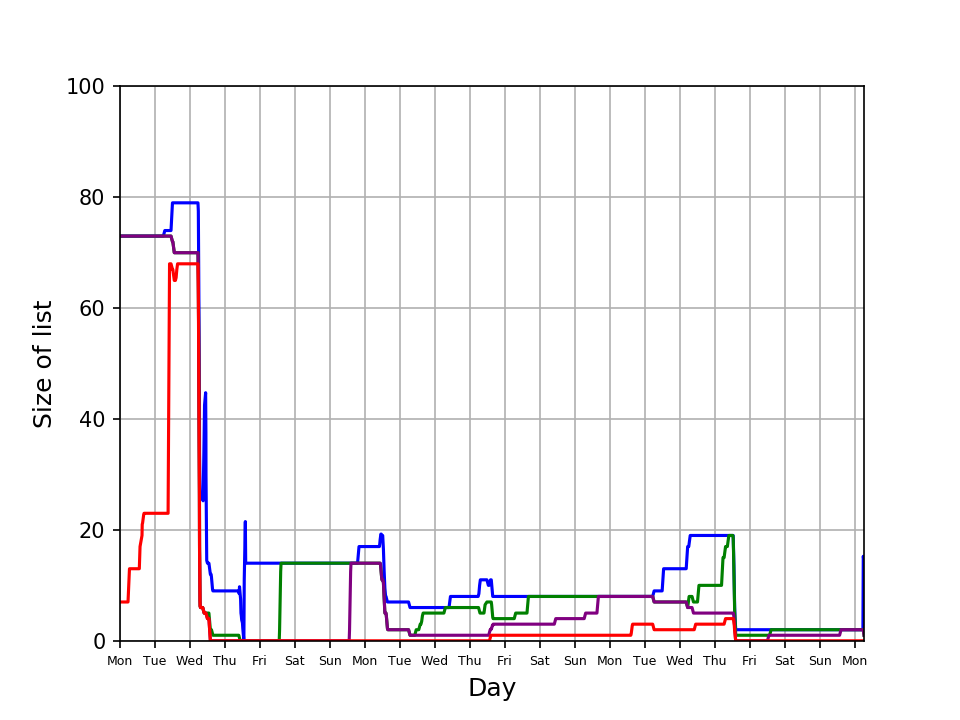 100
80
60
40
20
0
Size of list
Mon Tue Wed Thu Fri Sat Sun Mon Tue Wed Thu Fri Sat Sun Mon Tue Wed Thu Fri Sat Sun Mon
Day